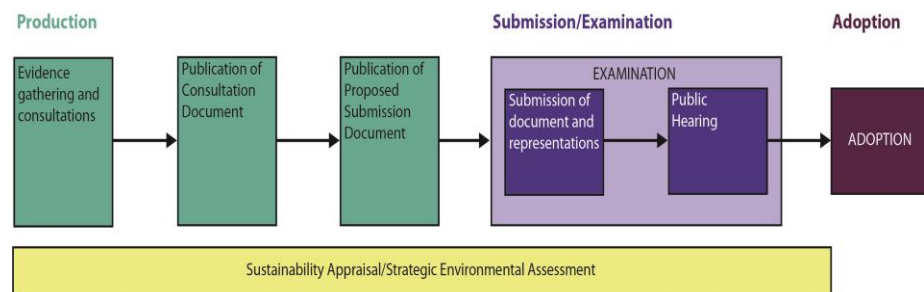 Production
Submission/Examination
Adoption
Evidence
gathering and
consultations
Publication of
Consultation
Document
Publication of
Proposed
Submission
Document
EXAMINATION
Submission of
document and
representations
Public
Hearing
ADOPTION
Sustainability Appraisal/Strategic Environmental Assessment